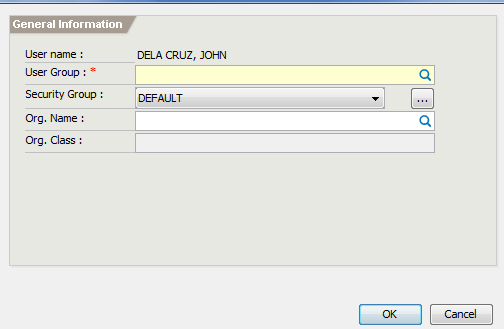 General Information
User name : DELA CRUZ, JOHN
User Group : *
Security Group : DEFAULT ...
Org. Name :
Org. Class :
OK Cancel